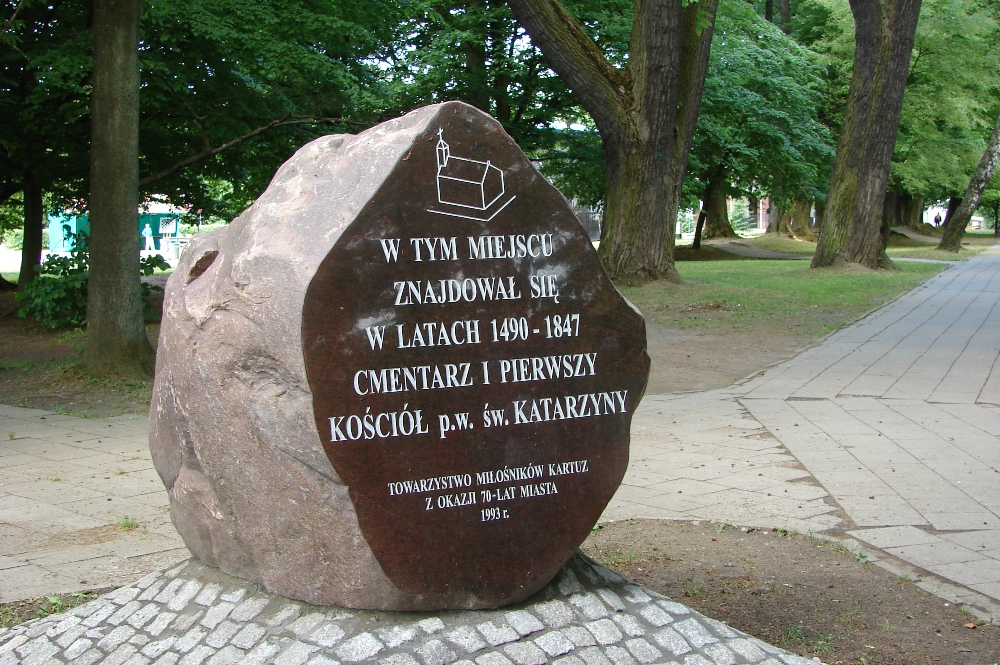 W TYM MIEJSCU
ZNAJDOWAŁ SIĘ
W LATACH 1490 - 1847
CMENTARZ I PIERWSZY
KOŚCIÓŁ p.w. św. KATARZYNY
TOWARZYSTWO MIŁOŚNIKÓW KARTUZ
Z OKAZJI 70-LAT MIASTA
1993 r.